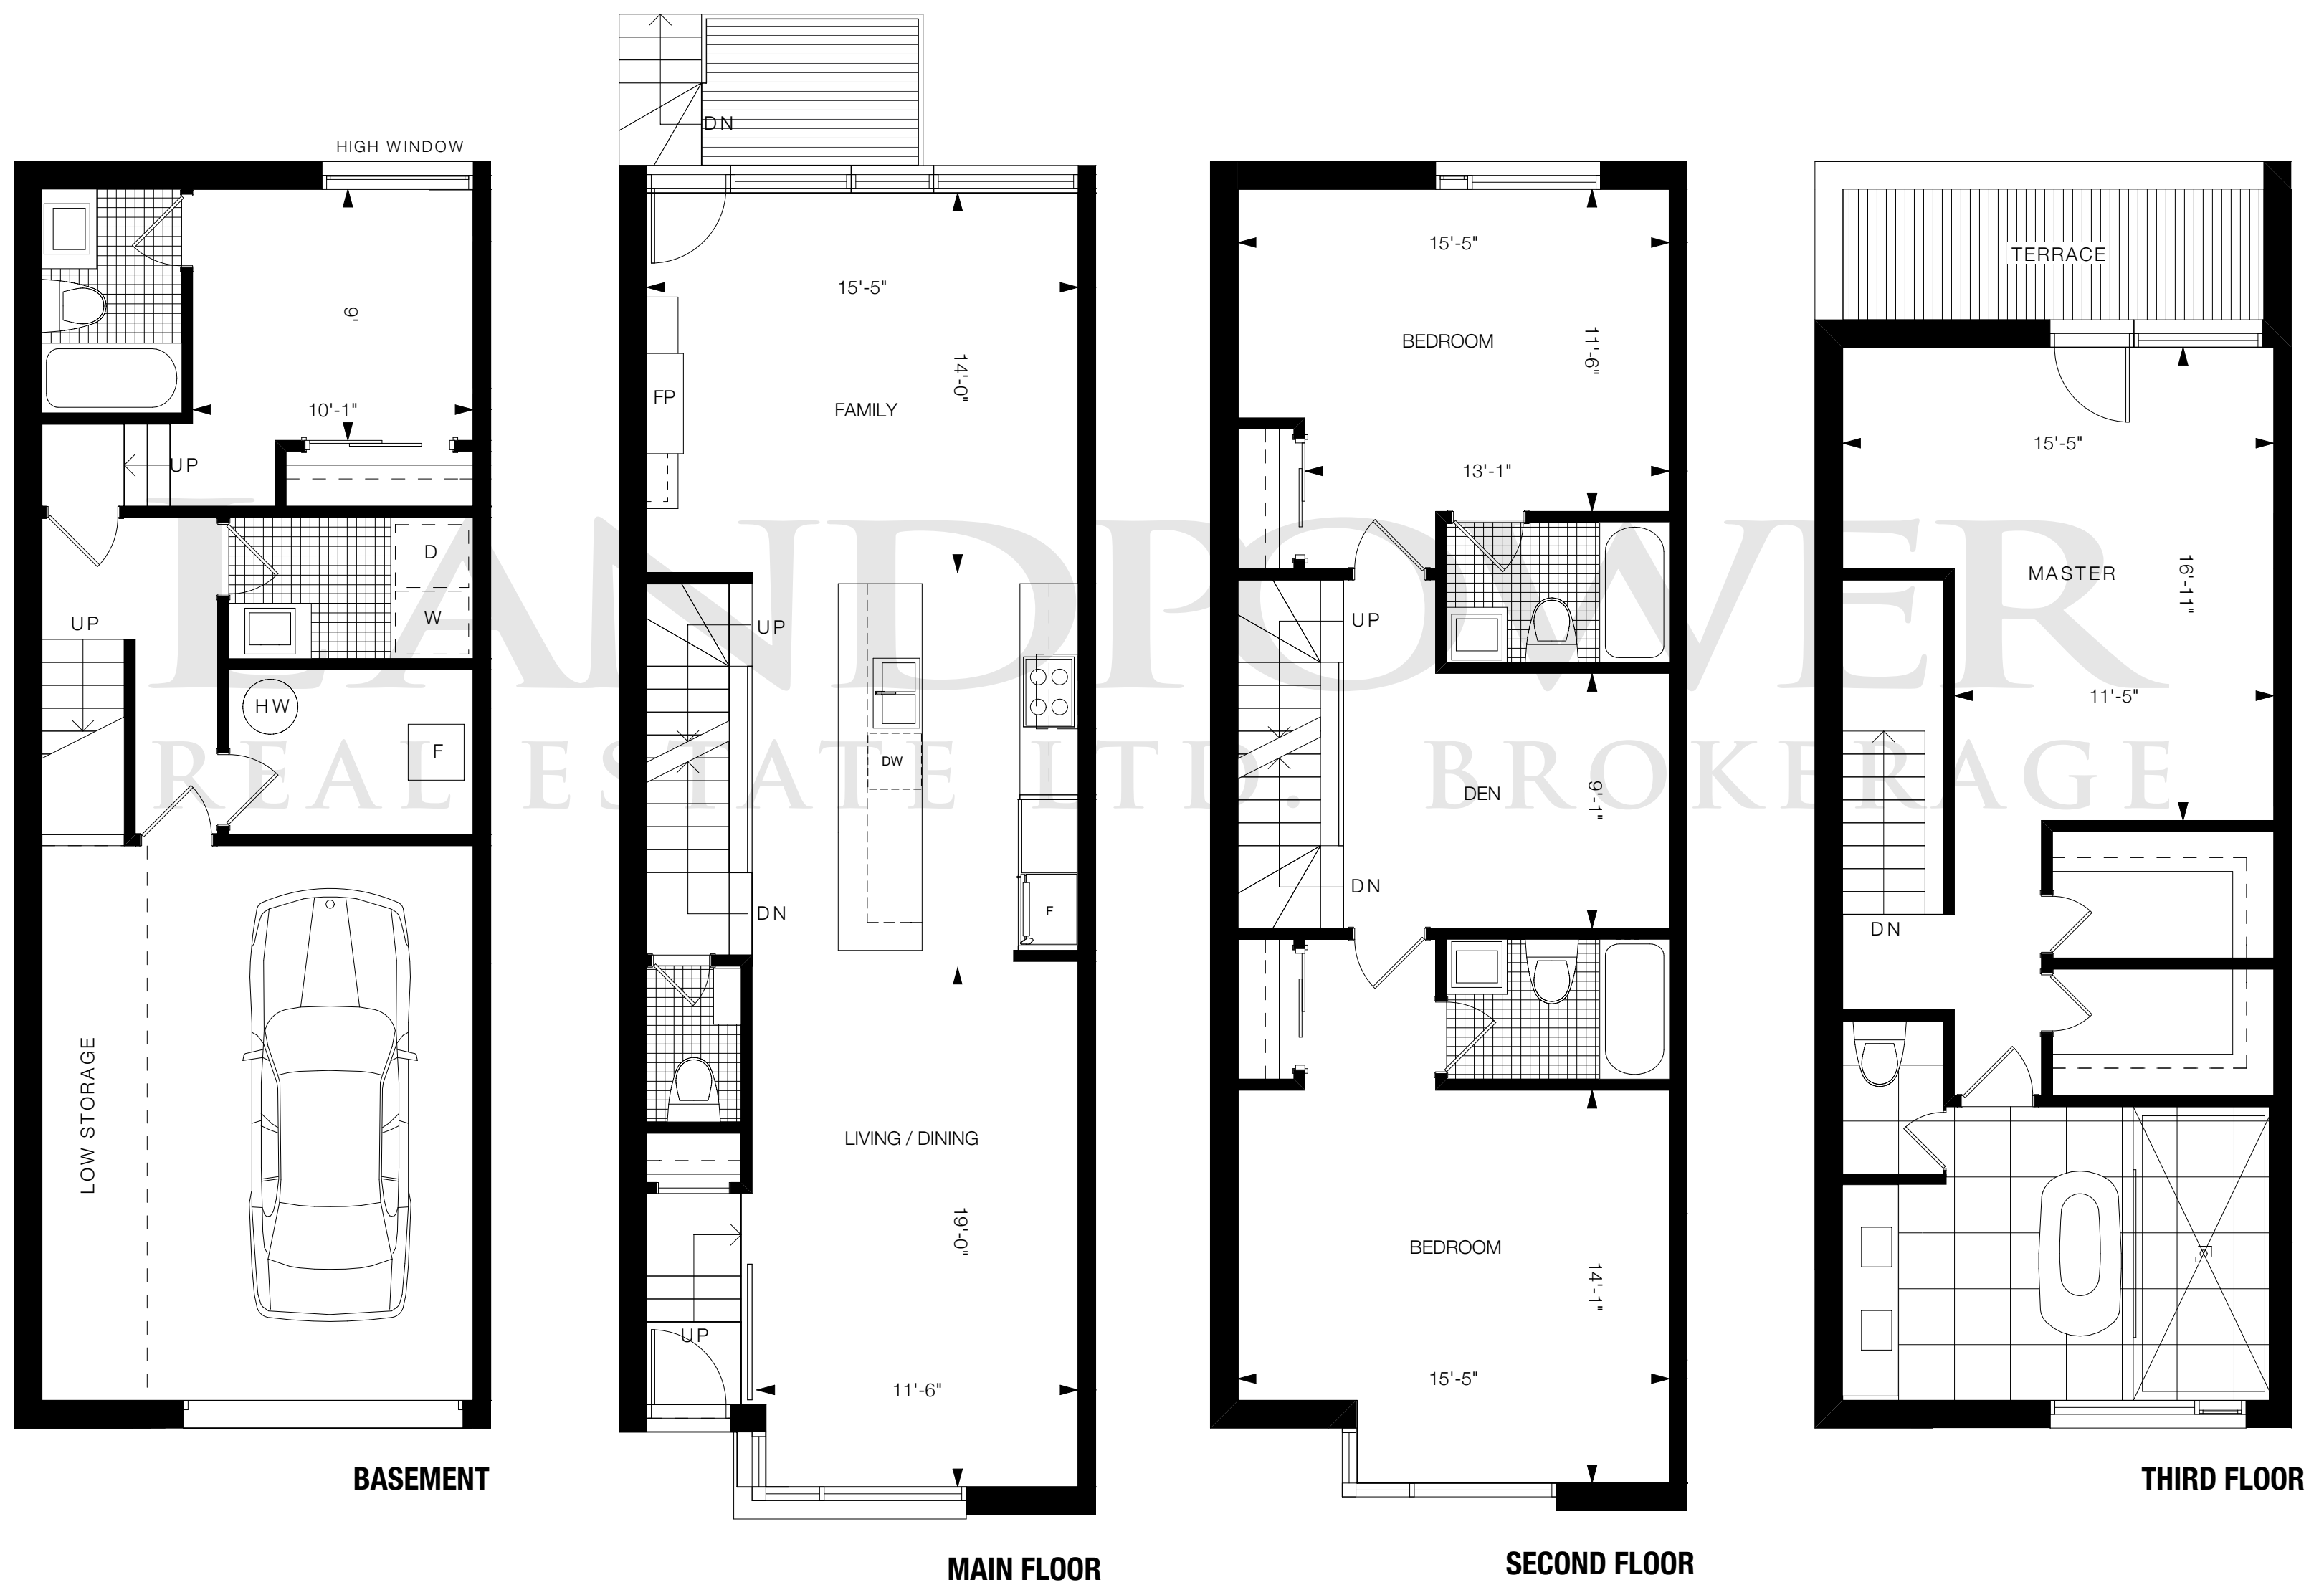 HIGH WINDOW
9'
10'-1"
UP
D
W
UP
HW
F
LOW STORAGE
BASEMENT
DN
15'-5"
14'-0"
FP
FAMILY
UP
DW
DN
F
LIVING / DINING
19'-0"
UP
11'-6"
MAIN FLOOR
15'-5"
BEDROOM
11'-6"
13'-1"
UP
DEN
9'-1"
DN
BEDROOM
14'-1"
15'-5"
SECOND FLOOR
TERRACE
15'-5"
MASTER
16'-11"
11'-5"
DN
THIRD FLOOR
LANDPOWER
REAL ESTATE LTD. BROKERAGE